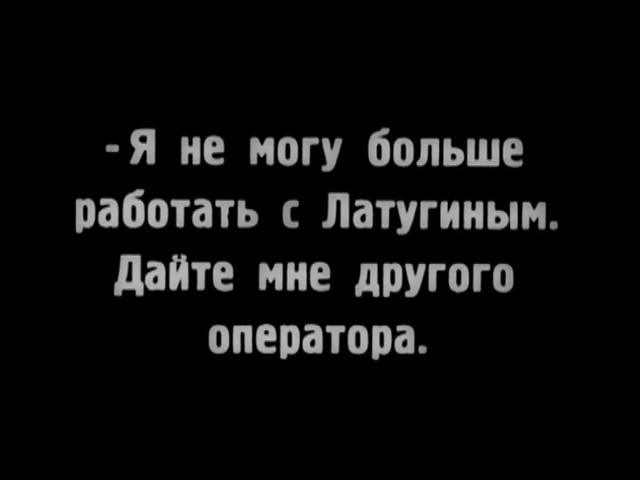 -Я не могу больше
работать с Латугиным.
Дайте мне другого
оператора.